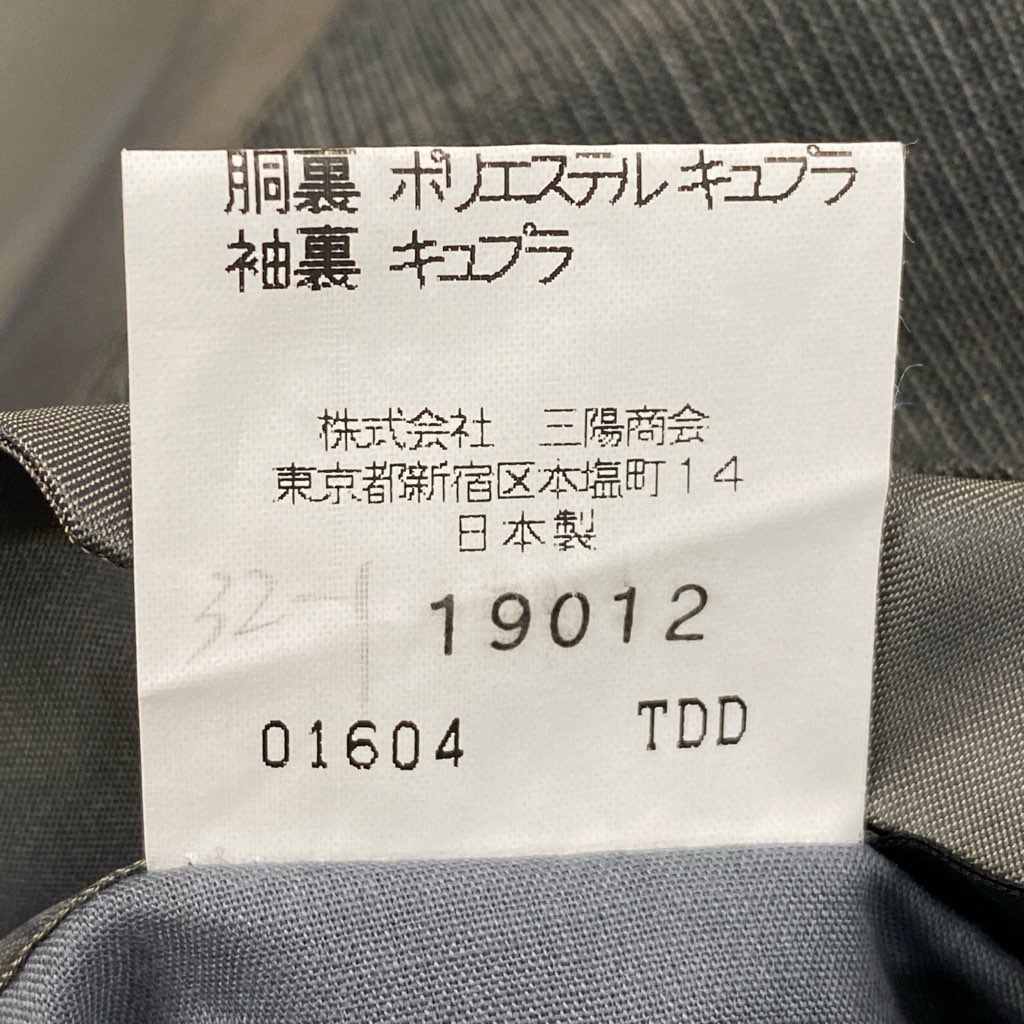 胴裏 ポリエステル キュプラ
袖裏 キュプラ
株式会社 三陽商会
東京都新宿区本塩町14
日本製
32-1
19012
01604 TDD